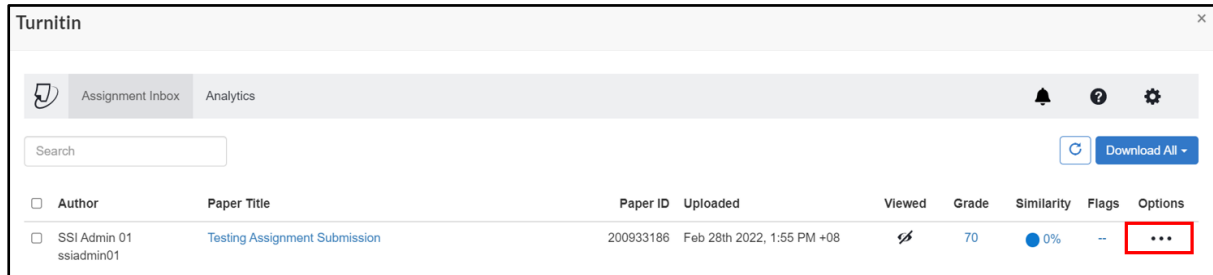 Turnitin
×
Assignment Inbox Analytics
Search
Download All
Author Paper Title Paper ID Uploaded Viewed Grade Similarity Flags Options
SSI Admin 01 Testing Assignment Submission 200933186 Feb 28th 2022, 1:55 PM +08 70 0% -- •••
ssiadmin01